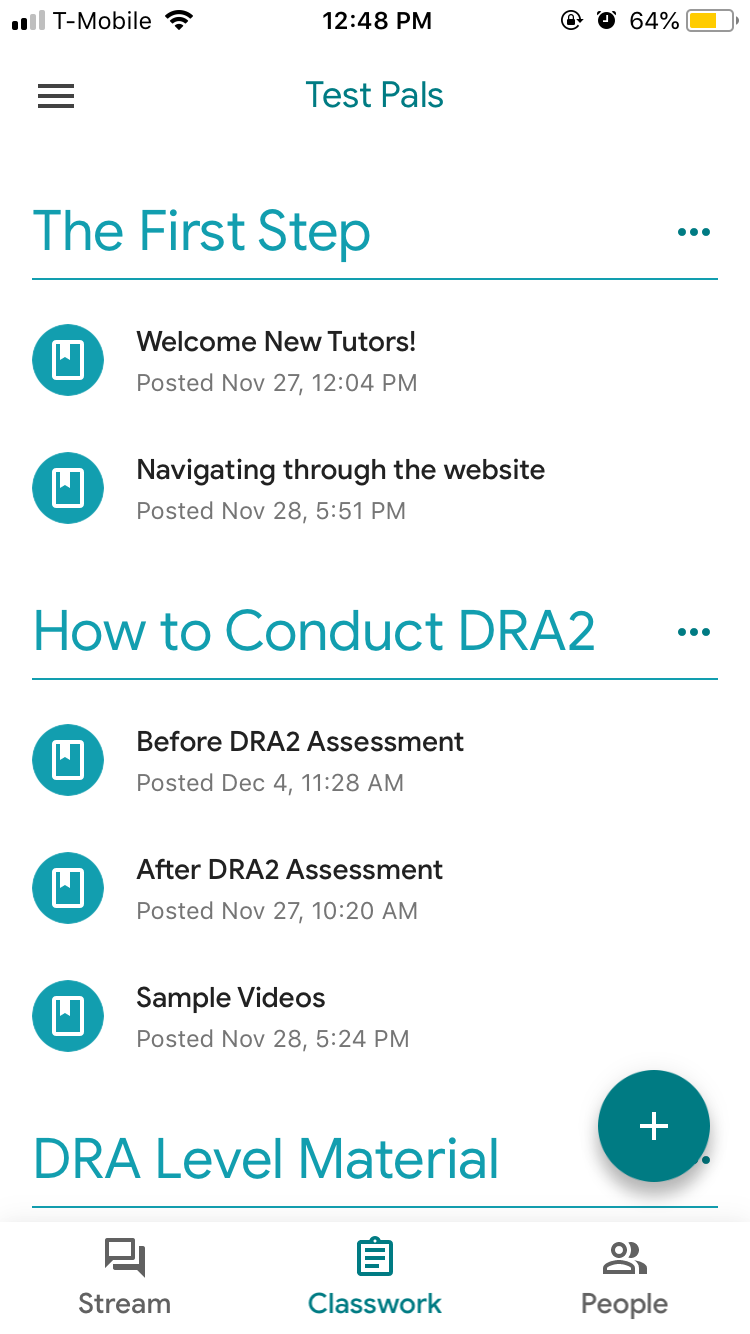 T-Mobile 12:48 PM 64%
Test Pals
The First Step
Welcome New Tutors!
Posted Nov 27, 12:04 PM
Navigating through the website
Posted Nov 28, 5:51 PM
How to Conduct DRA2
Before DRA2 Assessment
Posted Dec 4, 11:28 AM
After DRA2 Assessment
Posted Nov 27, 10:20 AM
Sample Videos
Posted Nov 28, 5:24 PM
DRA Level Material
Stream Classwork People